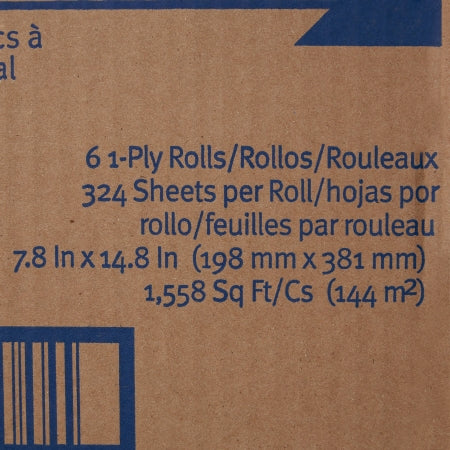 cs à
al
6 1-Ply Rolls/Rollos/Rouleaux
324 Sheets per Roll/hojas por
rollo/feuilles par rouleau
7.8 In x 14.8 In (198 mm x 381 mm)
1,558 Sq Ft/Cs (144 m²)